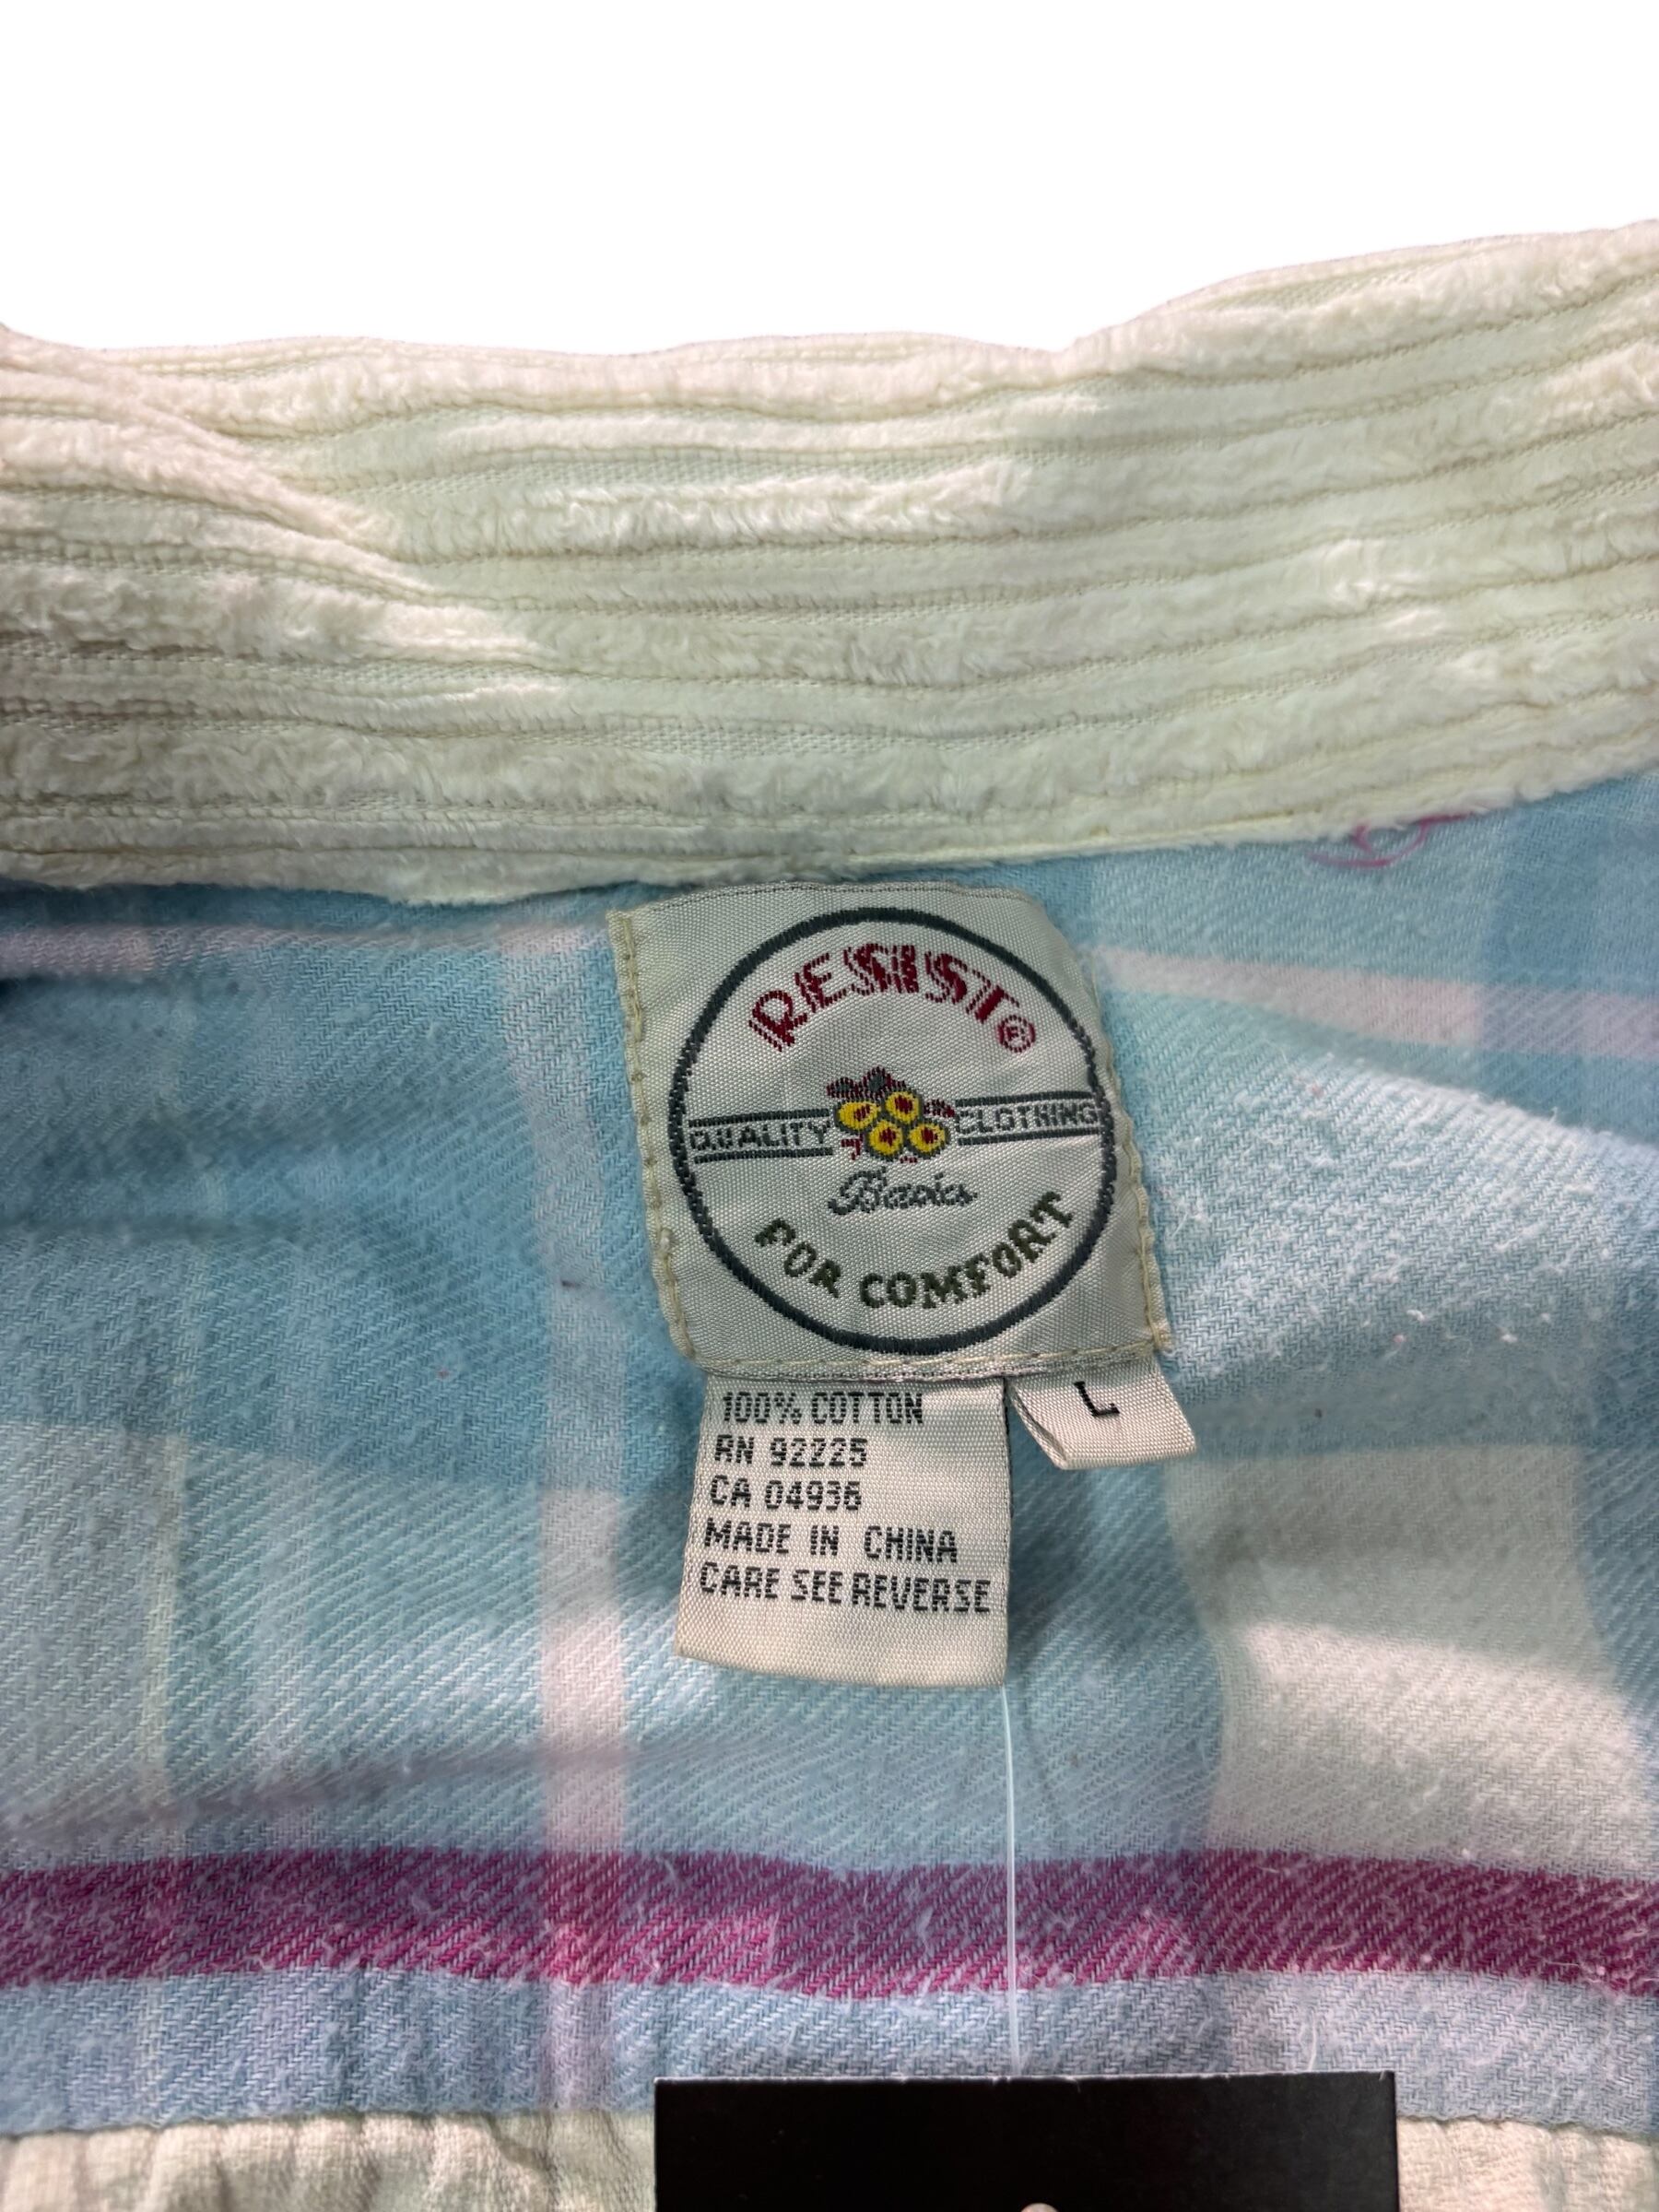 RESIST®
QUALITY CLOTHING
Basics
FOR COMFORT
L
100% COTTON
RN 92225
CA 04936
MADE IN CHINA
CARE SEE REVERSE